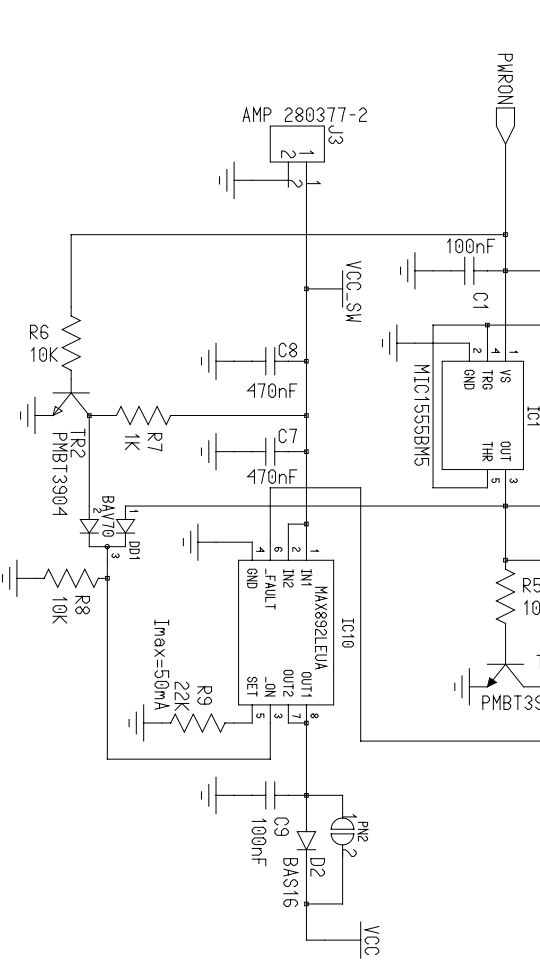 PWRON
AMP 280377-2
J3
1
2
1
2
VCC_SW
100nF
C1
R6
10K
C8
470nF
2
4
1
GND
TRG
VS
MIC1555BM5
IC1
THR
OUT
5
3
R7
1K
TR2
PMBT3904
C7
470nF
BAV70
2
1
DD1
3
R8
10K
4
6
2
1
GND
_FAULT
IN2
IN1
MAX892LEUA
IC10
SET
_ON
OUT2
OUT1
5
3
7
8
R5
10
PMBT39
Imax=50mA
22K
R9
C9
100nF
D2
BAS16
PN2
1
2
VCC